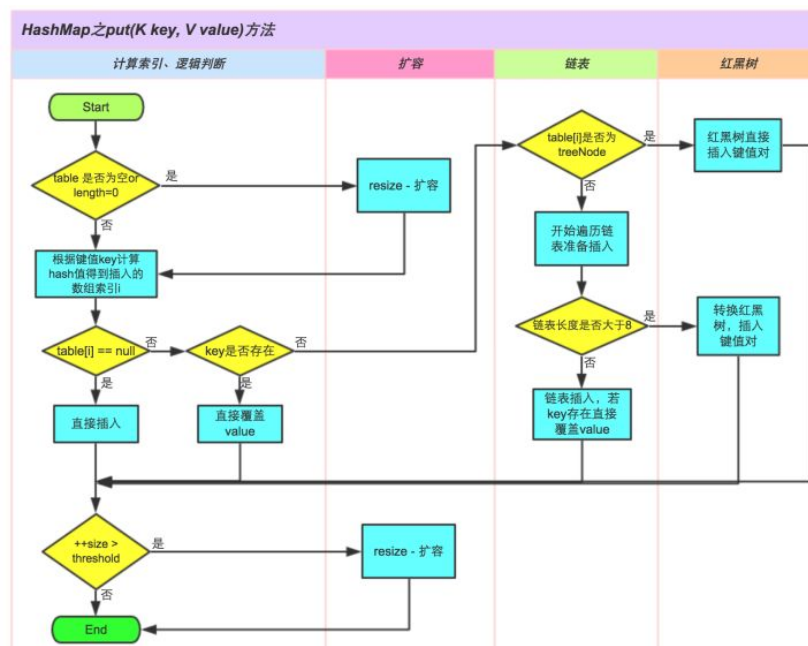 HashMap之put(K key, V value)方法
计算索引、逻辑判断
扩容
链表
红黑树
Start
table 是否为空or
length=0
是
否
resize - 扩容
根据键值key计算
hash值得到插入的
数组索引i
table[i] == null
否
是
key是否存在
否
是
直接插入
直接覆盖
value
table[i]是否为
treeNode
是
否
红黑树直接
插入键值对
开始遍历链
表准备插入
链表长度是否大于8
是
否
转换红黑
树，插入
键值对
链表插入，若
key存在直接
覆盖value
++size >
threshold
是
否
resize - 扩容
End